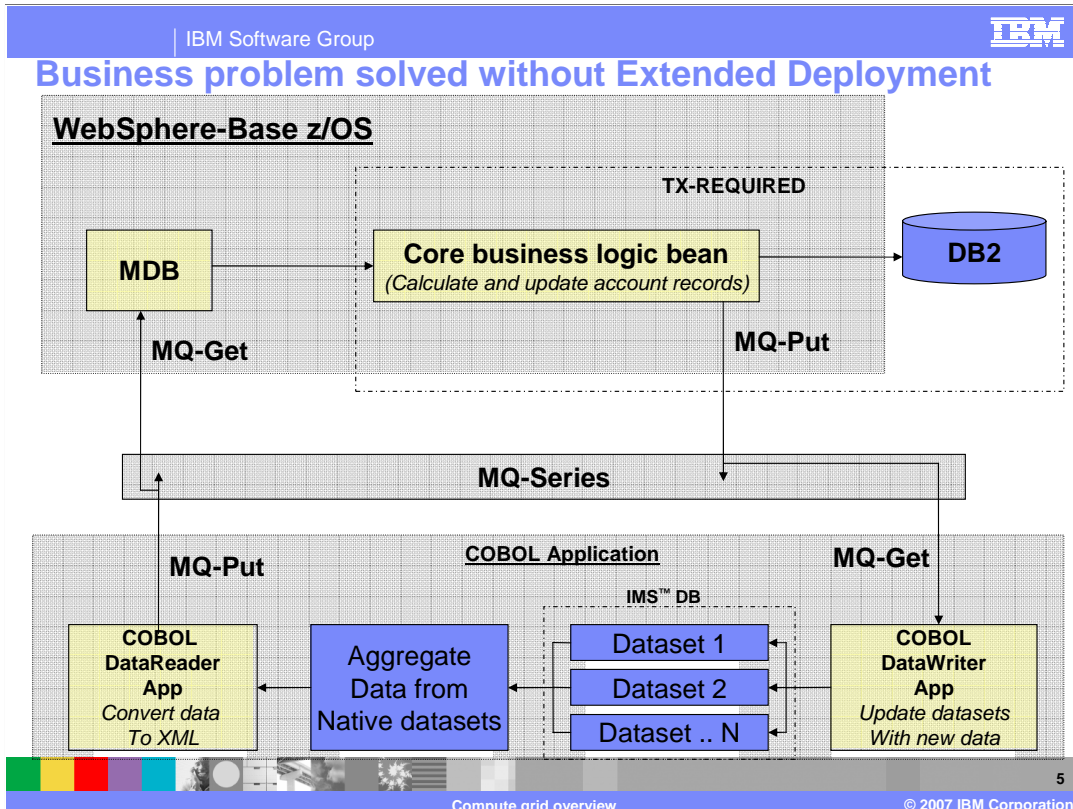 IBM Software Group
IBM
Business problem solved without Extended Deployment
WebSphere-Base z/OS
TX-REQUIRED
MDB
Core business logic bean
(Calculate and update account records)
DB2
MQ-Get
MQ-Put
MQ-Series
MQ-Put
COBOL Application
MQ-Get
IMS™ DB
COBOL
DataReader
App
Convert data
To XML
Aggregate
Data from
Native datasets
Dataset 1
Dataset 2
Dataset .. N
COBOL
DataWriter
App
Update datasets
With new data
5
Compute grid overview
© 2007 IBM Corporation